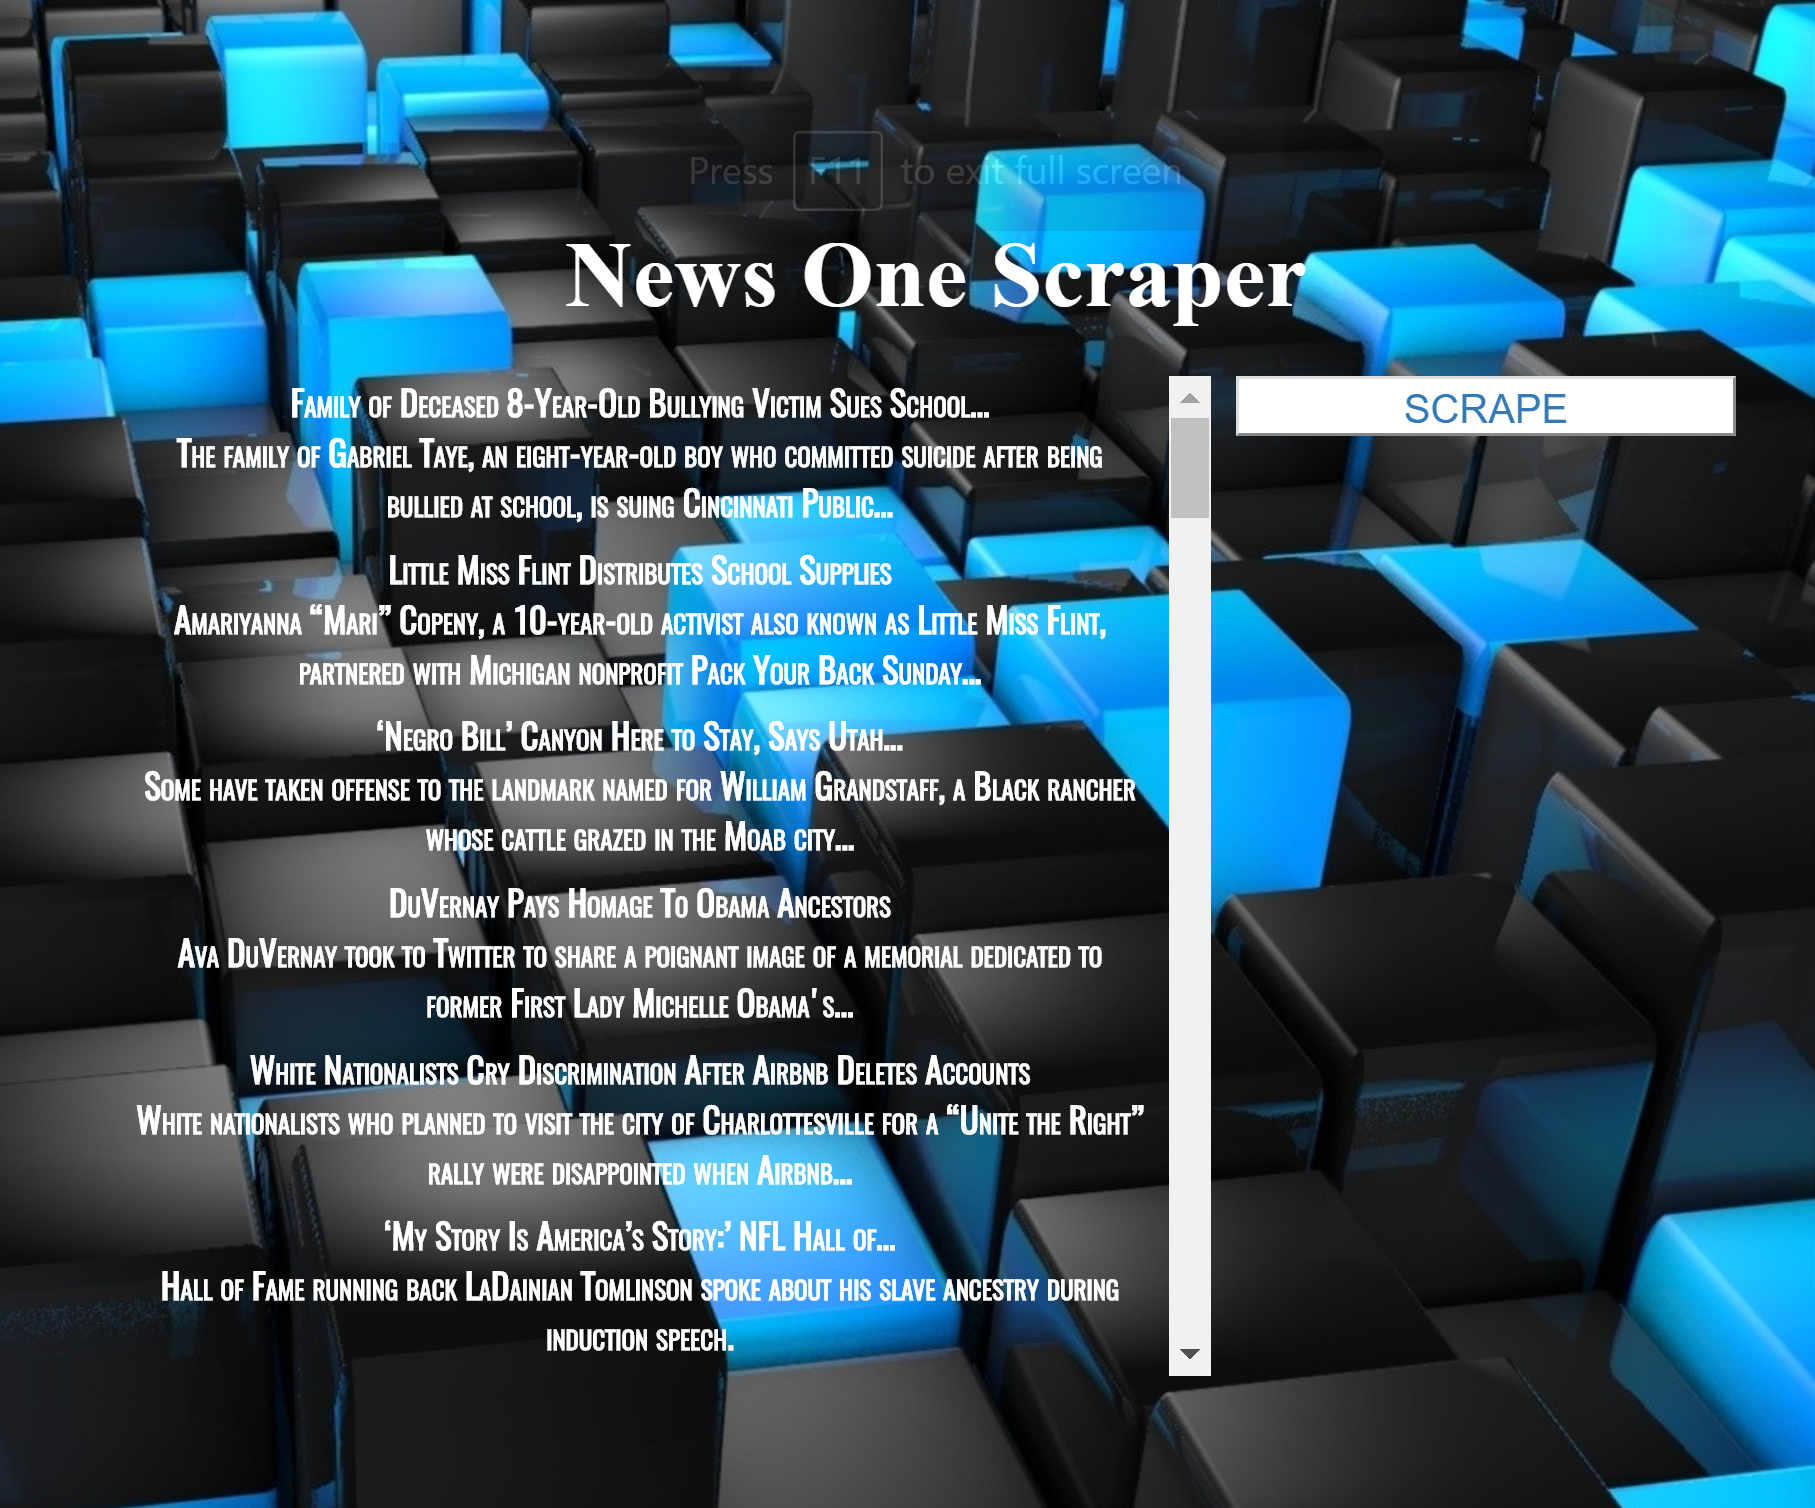 Press F11 to exit full screen
News One Scraper
Family of Deceased 8-Year-Old Bullying Victim Sues School...
The family of Gabriel Taye, an eight-year-old boy who committed suicide after being
bullied at school, is suing Cincinnati Public...
Little Miss Flint Distributes School Supplies
Amariyanna “Mari” Copeny, a 10-year-old activist also known as Little Miss Flint,
partnered with Michigan nonprofit Pack Your Back Sunday...
‘Negro Bill’ Canyon Here to Stay, Says Utah...
Some have taken offense to the landmark named for William Grandstaff, a Black rancher
whose cattle grazed in the Moab city...
DuVernay Pays Homage To Obama Ancestors
Ava DuVernay took to Twitter to share a poignant image of a memorial dedicated to
former First Lady Michelle Obama's...
White Nationalists Cry Discrimination After Airbnb Deletes Accounts
White nationalists who planned to visit the city of Charlottesville for a “Unite the Right”
rally were disappointed when Airbnb...
‘My Story Is America’s Story:’ NFL Hall of...
Hall of Fame running back LaDainian Tomlinson spoke about his slave ancestry during
induction speech.
SCRAPE